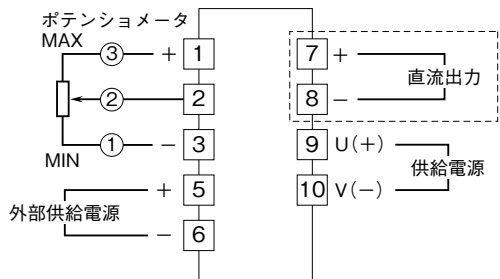 ポテンショメータ
MAX
③ + 1
② 2
① − 3
MIN
+ 5
外部供給電源
− 6
7 +
直流出力
8 −
9 U(+)
供給電源
10 V(−)